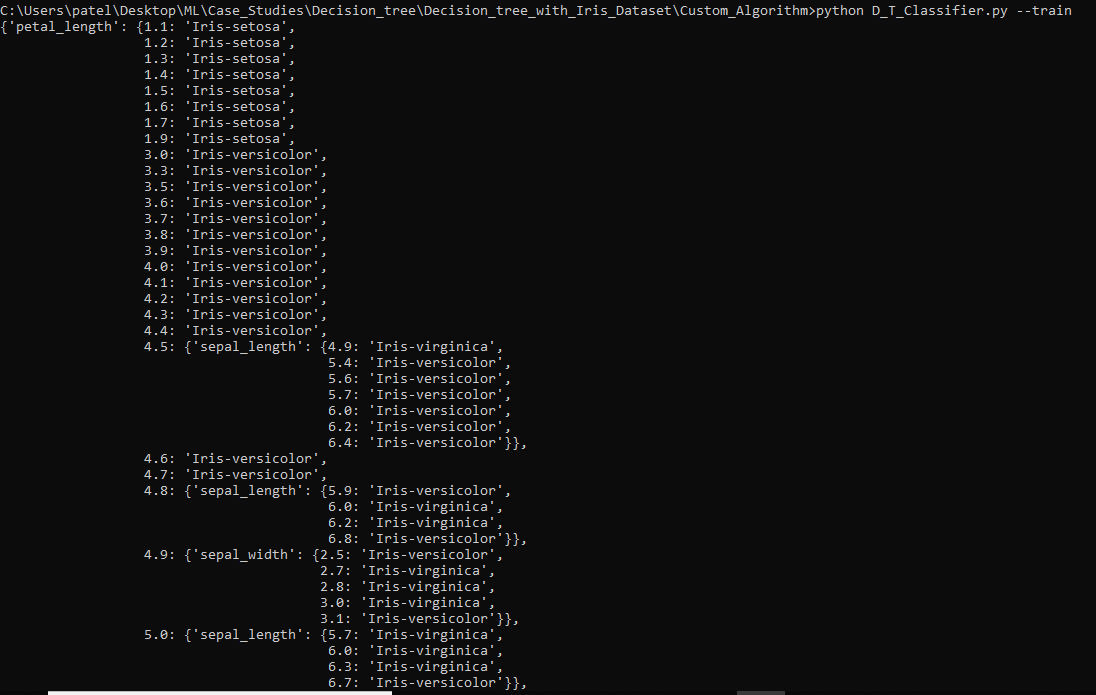 C:\Users\patel\Desktop\ML\Case_Studies\Decision_tree\Decision_tree_with_Iris_Dataset\Custom_Algorithm>python D_T_Classifier.py --train
{'petal_length': {1.1: 'Iris-setosa',
                  1.2: 'Iris-setosa',
                  1.3: 'Iris-setosa',
                  1.4: 'Iris-setosa',
                  1.5: 'Iris-setosa',
                  1.6: 'Iris-setosa',
                  1.7: 'Iris-setosa',
                  1.9: 'Iris-setosa',
                  3.0: 'Iris-versicolor',
                  3.3: 'Iris-versicolor',
                  3.5: 'Iris-versicolor',
                  3.6: 'Iris-versicolor',
                  3.7: 'Iris-versicolor',
                  3.8: 'Iris-versicolor',
                  3.9: 'Iris-versicolor',
                  4.0: 'Iris-versicolor',
                  4.1: 'Iris-versicolor',
                  4.2: 'Iris-versicolor',
                  4.3: 'Iris-versicolor',
                  4.4: 'Iris-versicolor',
                  4.5: {'sepal_length': {4.9: 'Iris-virginica',
                                         5.4: 'Iris-versicolor',
                                         5.6: 'Iris-versicolor',
                                         5.7: 'Iris-versicolor',
                                         6.0: 'Iris-versicolor',
                                         6.2: 'Iris-versicolor',
                                         6.4: 'Iris-versicolor'}},
                  4.6: 'Iris-versicolor',
                  4.7: 'Iris-versicolor',
                  4.8: {'sepal_length': {5.9: 'Iris-versicolor',
                                         6.0: 'Iris-virginica',
                                         6.2: 'Iris-virginica',
                                         6.8: 'Iris-versicolor'}},
                  4.9: {'sepal_width': {2.5: 'Iris-versicolor',
                                        2.7: 'Iris-virginica',
                                        2.8: 'Iris-virginica',
                                        3.0: 'Iris-virginica',
                                        3.1: 'Iris-versicolor'}},
                  5.0: {'sepal_length': {5.7: 'Iris-virginica',
                                         6.0: 'Iris-virginica',
                                         6.3: 'Iris-virginica',
                                         6.7: 'Iris-versicolor'}},